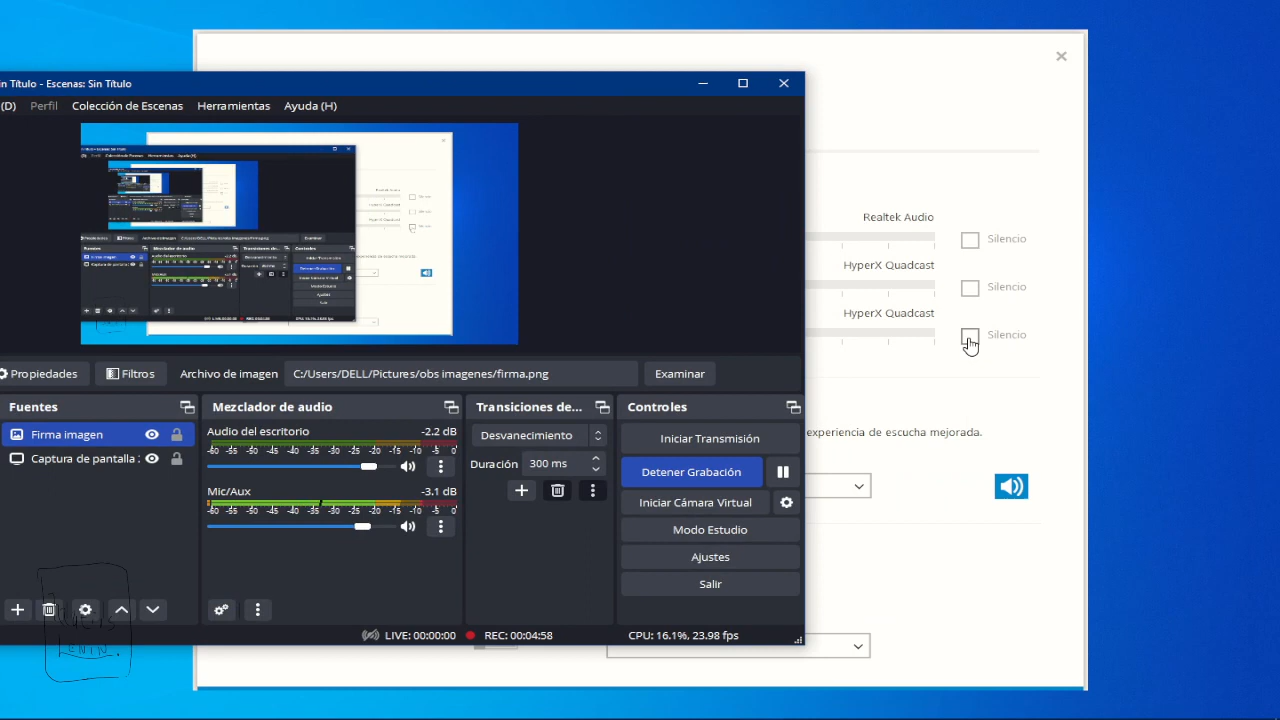 in Título - Escenas: Sin Título
(D) Perfil Colección de Escenas Herramientas Ayuda (H)
Propiedades Filtros Archivo de imagen C:/Users/DELL/Pictures/obs imagenes/firma.png Examinar
Fuentes
Firma imagen
Captura de pantalla 2
Mezclador de audio
Audio del escritorio -2.2 dB
-60 -55 -50 -45 -40 -35 -30 -25 -20 -15 -10 -5 0
Mic/Aux -3.1 dB
-60 -55 -50 -45 -40 -35 -30 -25 -20 -15 -10 -5 0
Transiciones de...
Desvanecimiento
Duración 300 ms
Controles
Iniciar Transmisión
Detener Grabación
Iniciar Cámara Virtual
Modo Estudio
Ajustes
Salir
LIVE: 00:00:00 REC: 00:04:58 CPU: 16.1%, 23.98 fps
Realtek Audio
Silencio
HyperX Quadcast
Silencio
HyperX Quadcast
Silencio
experiencia de escucha mejorada.